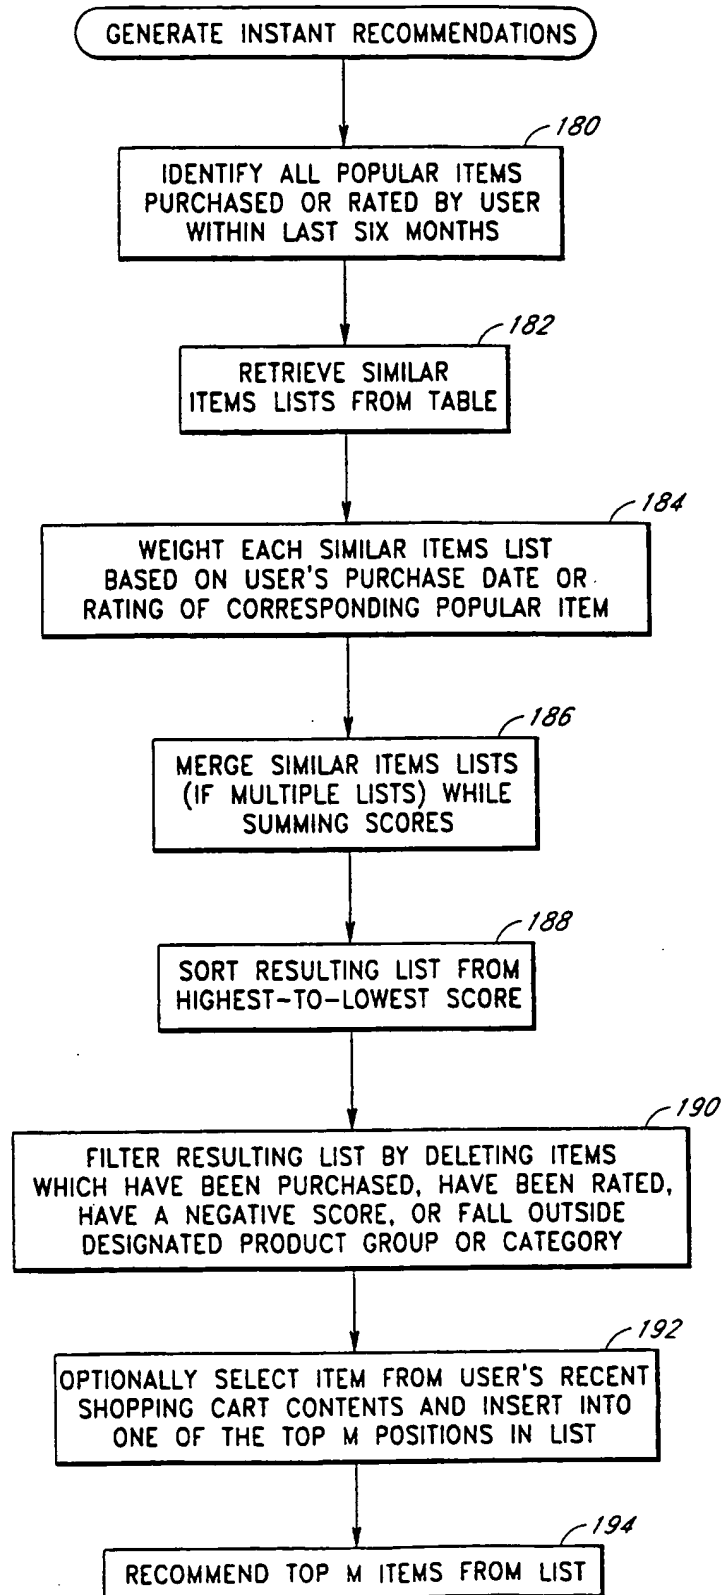 GENERATE INSTANT RECOMMENDATIONS
180
IDENTIFY ALL POPULAR ITEMS
PURCHASED OR RATED BY USER
WITHIN LAST SIX MONTHS
182
RETRIEVE SIMILAR
ITEMS LISTS FROM TABLE
184
WEIGHT EACH SIMILAR ITEMS LIST
BASED ON USER'S PURCHASE DATE OR
RATING OF CORRESPONDING POPULAR ITEM
186
MERGE SIMILAR ITEMS LISTS
(IF MULTIPLE LISTS) WHILE
SUMMING SCORES
188
SORT RESULTING LIST FROM
HIGHEST-TO-LOWEST SCORE
190
FILTER RESULTING LIST BY DELETING ITEMS
WHICH HAVE BEEN PURCHASED, HAVE BEEN RATED,
HAVE A NEGATIVE SCORE, OR FALL OUTSIDE
DESIGNATED PRODUCT GROUP OR CATEGORY
192
OPTIONALLY SELECT ITEM FROM USER'S RECENT
SHOPPING CART CONTENTS AND INSERT INTO
ONE OF THE TOP M POSITIONS IN LIST
194
RECOMMEND TOP M ITEMS FROM LIST